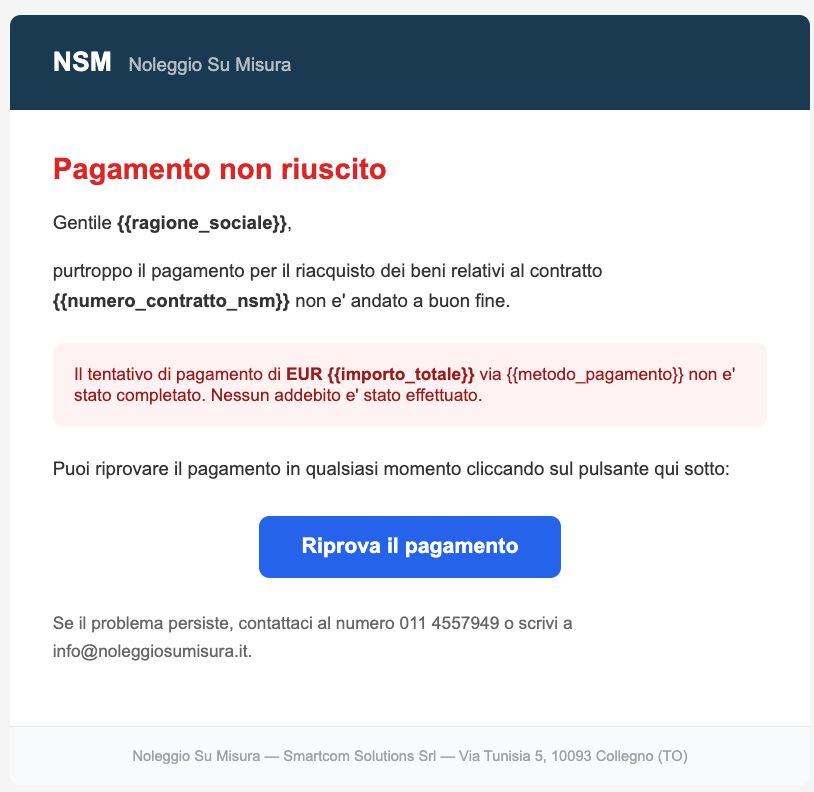 NSM Noleggio Su Misura
Pagamento non riuscito
Gentile {{ragione_sociale}},
purtroppo il pagamento per il riacquisto dei beni relativi al contratto
{{numero_contratto_nsm}} non e' andato a buon fine.
Il tentativo di pagamento di EUR {{importo_totale}} via {{metodo_pagamento}} non e'
stato completato. Nessun addebito e' stato effettuato.
Puoi riprovare il pagamento in qualsiasi momento cliccando sul pulsante qui sotto:
Riprova il pagamento
Se il problema persiste, contattaci al numero 011 4557949 o scrivi a
info@noleggiosumisura.it.
Noleggio Su Misura — Smartcom Solutions Srl — Via Tunisia 5, 10093 Collegno (TO)